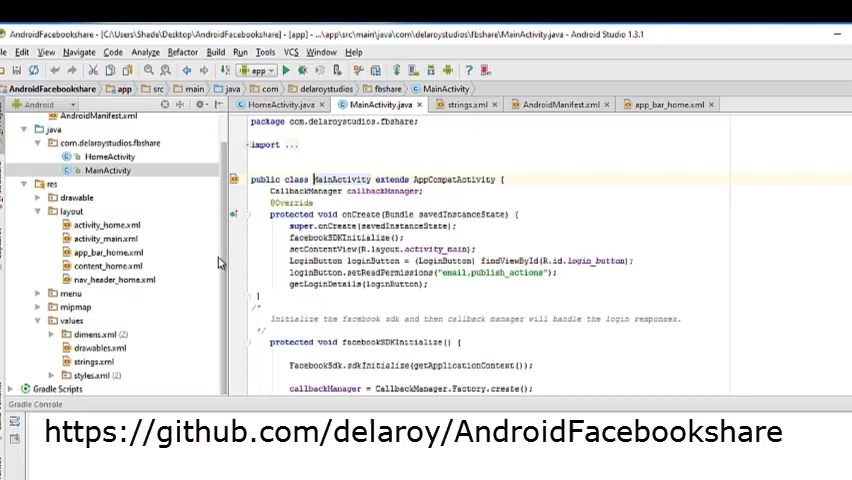 AndroidFacebookshare - [C:\Users\Shade\Desktop\AndroidFacebookshare] - [app] - ...\app\src\main\java\com\delaroystudios\fbshare\MainActivity.java - Android Studio 1.3.1
Edit View Navigate Code Analyze Refactor Build Run Tools VCS Window Help
app
AndroidFacebookshare app src main java com delaroystudios fbshare MainActivity
Android
HomeActivity.java MainActivity.java strings.xml AndroidManifest.xml app_bar_home.xml
AndroidManifest.xml
java
com.delaroystudios.fbshare
HomeActivity
MainActivity
res
drawable
layout
activity_home.xml
activity_main.xml
app_bar_home.xml
content_home.xml
nav_header_home.xml
menu
mipmap
values
dimens.xml (2)
drawables.xml
strings.xml
styles.xml (2)
Gradle Scripts
package com.delaroystudios.fbshare;
import ...
public class MainActivity extends AppCompatActivity {
CallbackManager callbackManager;
@Override
protected void onCreate(Bundle savedInstanceState) {
super.onCreate(savedInstanceState);
facebookSDKInitialize();
setContentView(R.layout.activity_main);
LoginButton loginButton = (LoginButton) findViewById(R.id.login_button);
loginButton.setReadPermissions("email,publish_actions");
getLoginDetails(loginButton);
}
/*
Initialize the facebook sdk and then callback manager will handle the login responses.
*/
protected void facebookSDKInitialize() {
FacebookSdk.sdkInitialize(getApplicationContext());
callbackManager = CallbackManager.Factory.create();
Gradle Console
https://github.com/delaroy/AndroidFacebookshare